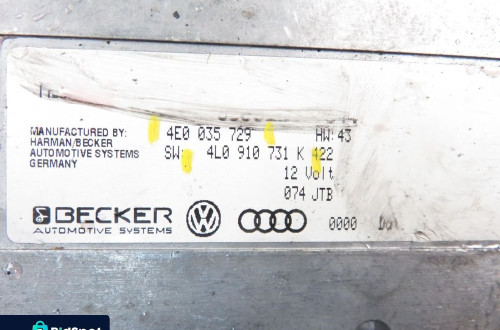 MANUFACTURED BY:
HARMAN/BECKER
AUTOMOTIVE SYSTEMS
GERMANY
4E0 035 729 HW: 43
SW: 4L0 910 731 K 422
12 Volt
074 JTB
BECKER
AUTOMOTIVE SYSTEMS
0000